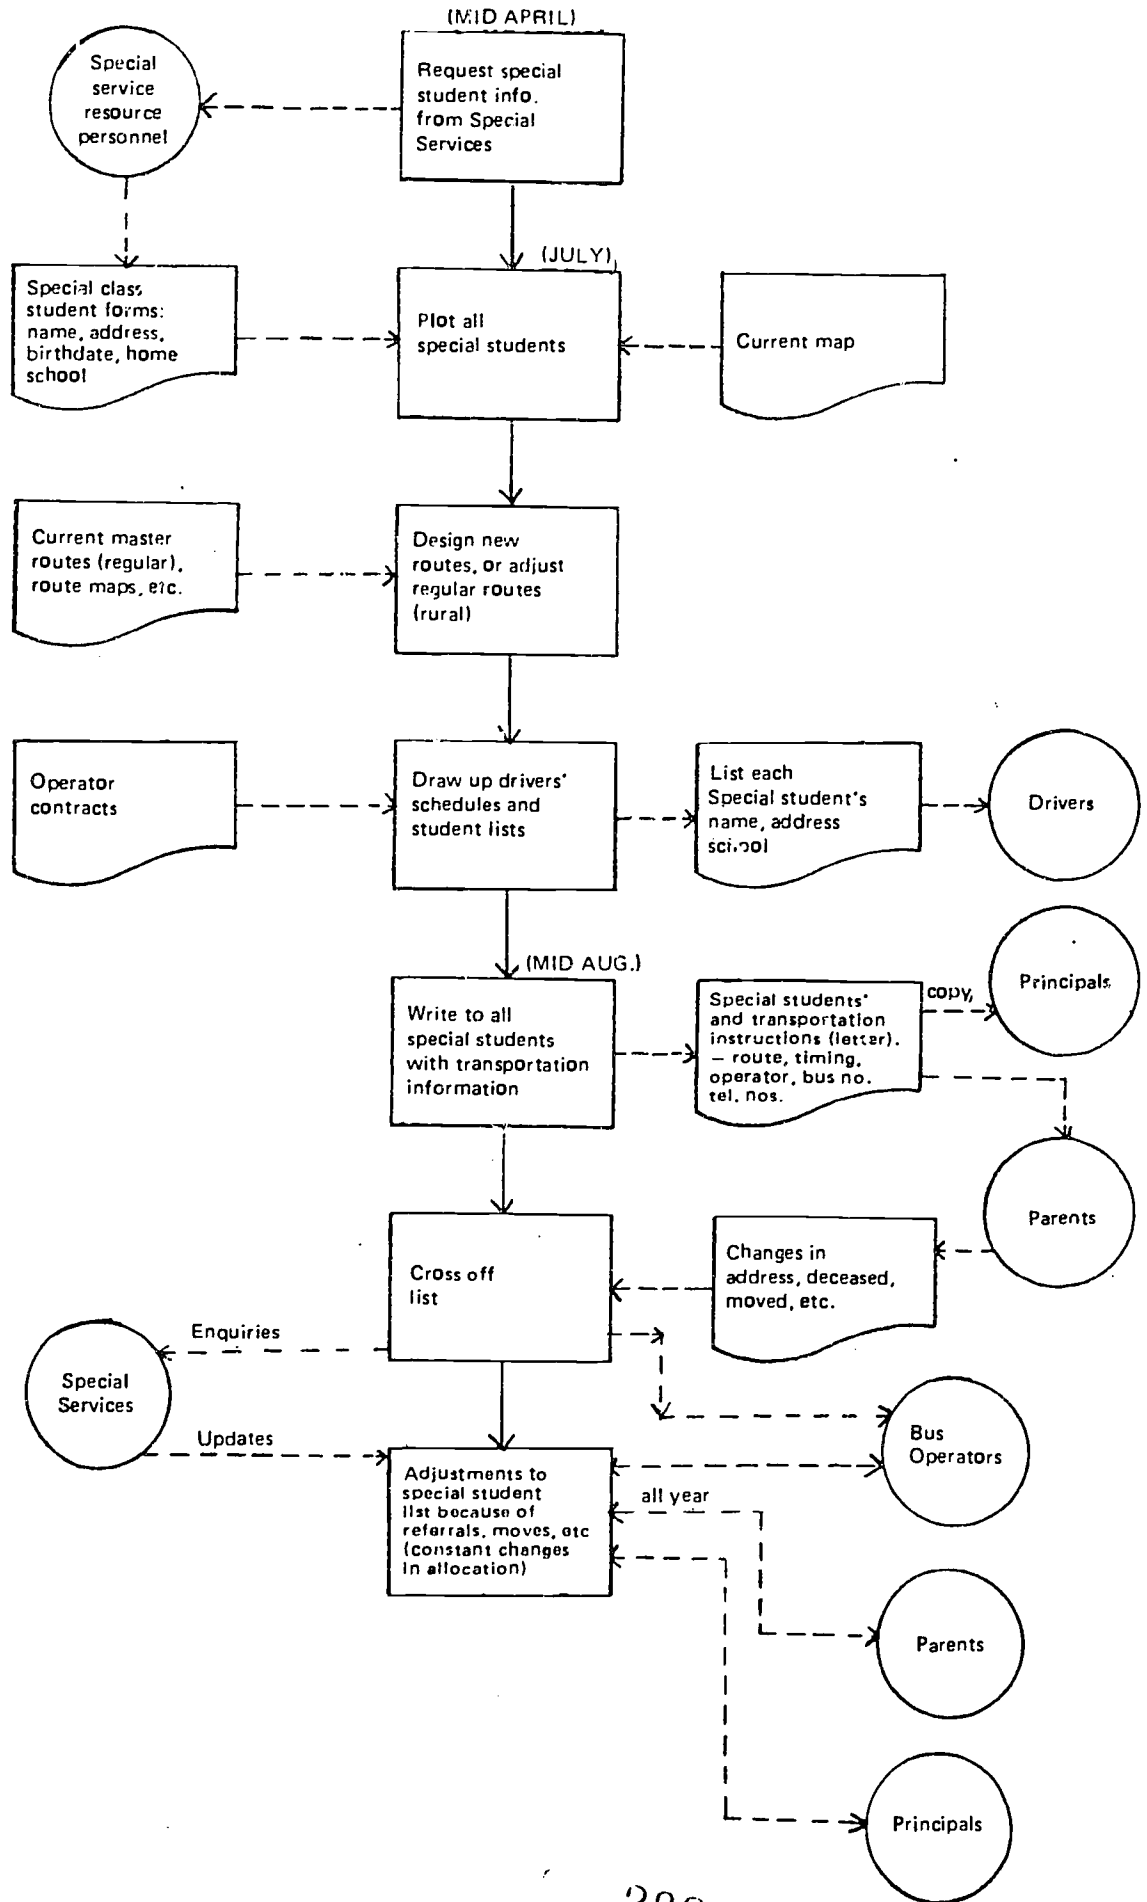 (MID APRIL)
Special
service
resource
personnel
Request special
student info.
from Special
Services
(JULY)
Special class
student forms:
name, address,
birthdate, home
school
Plot all
special students
Current map
Current master
routes (regular),
route maps, etc.
Design new
routes, or adjust
regular routes
(rural)
Operator
contracts
Draw up drivers'
schedules and
student lists
List each
Special student's
name, address
school
Drivers
(MID AUG.)
Write to all
special students
with transportation
information
Special students'
and transportation
instructions (letter).
– route, timing,
operator, bus no.
tel. nos.
copy,
Principals
Parents
Cross off
list
Changes in
address, deceased,
moved, etc.
Enquiries
Special
Services
Updates
Bus
Operators
Adjustments to
special student
list because of
referrals, moves, etc
(constant changes
in allocation)
all year
Parents
Principals